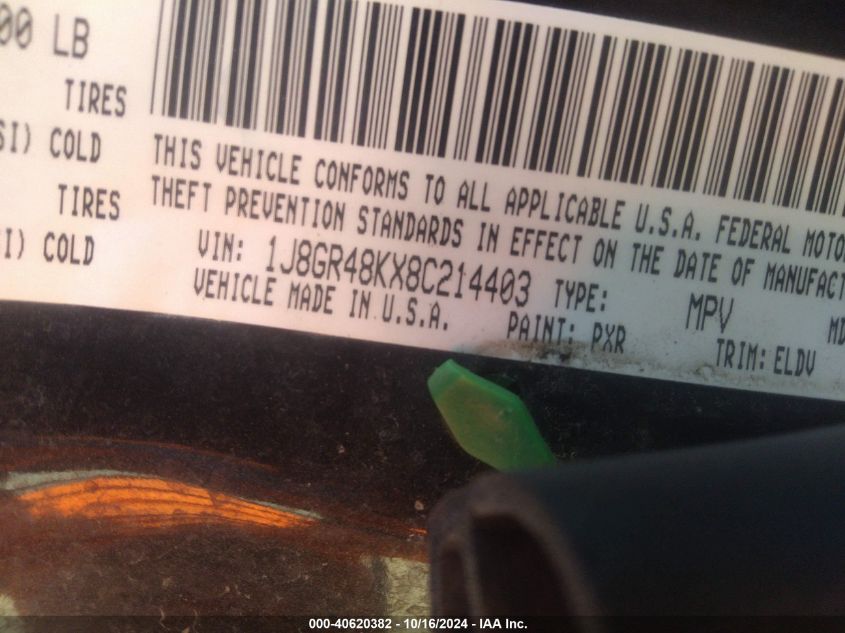 00 LB
TIRES
SI) COLD
TIRES
I) COLD
THIS VEHICLE CONFORMS TO ALL APPLICABLE U.S.A. FEDERAL MOTO
THEFT PREVENTION STANDARDS IN EFFECT ON THE DATE OF MANUFACT
VIN: 1J8GR48KX8C214403 TYPE: MPV MD
VEHICLE MADE IN U.S.A. PAINT: PXR TRIM: ELDV
000-40620382 - 10/16/2024 - IAA Inc.